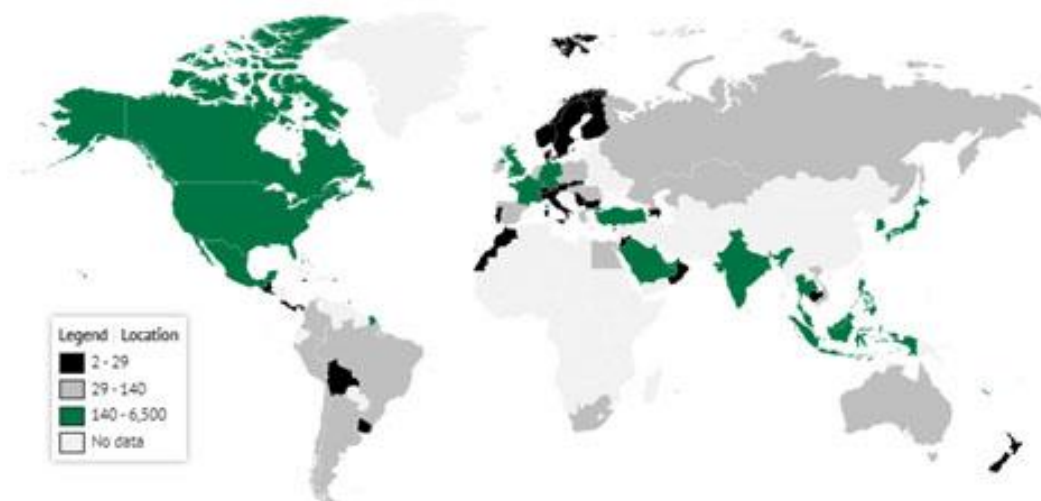 Legend Location
2 - 29
29 - 140
140 - 6,500
No data